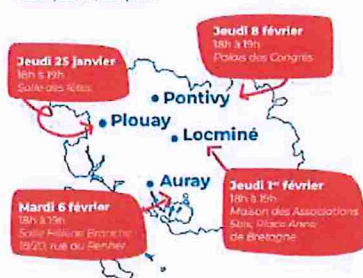 Jeudi 25 janvier
18h à 19h
Salle des fêtes
Jeudi 8 février
18h à 19h
Palais des Congrès
Pontivy
Plouay
Locminé
Auray
Mardi 6 février
18h à 19h
Salle Hélène Branche
18/20, rue du Penher
Jeudi 1er février
18h à 19h
Maison des Associations
Place Anne
de Bretagne